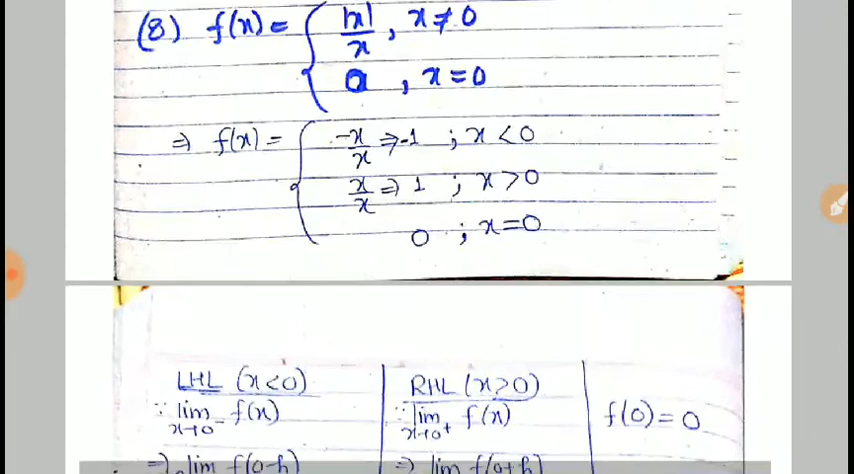 (8) f(x) = { |x|/x , x ≠ 0
0 , x = 0
⇒ f(x) = { -x/x ⇒ -1 ; x < 0
x/x ⇒ 1 ; x > 0
0 ; x = 0
LHL (x<0)
∵ lim x→0⁻ f(x)
⇒ lim f(0-h)
RHL (x>0)
∵ lim x→0⁺ f(x)
⇒ lim f(0+h)
f(0) = 0